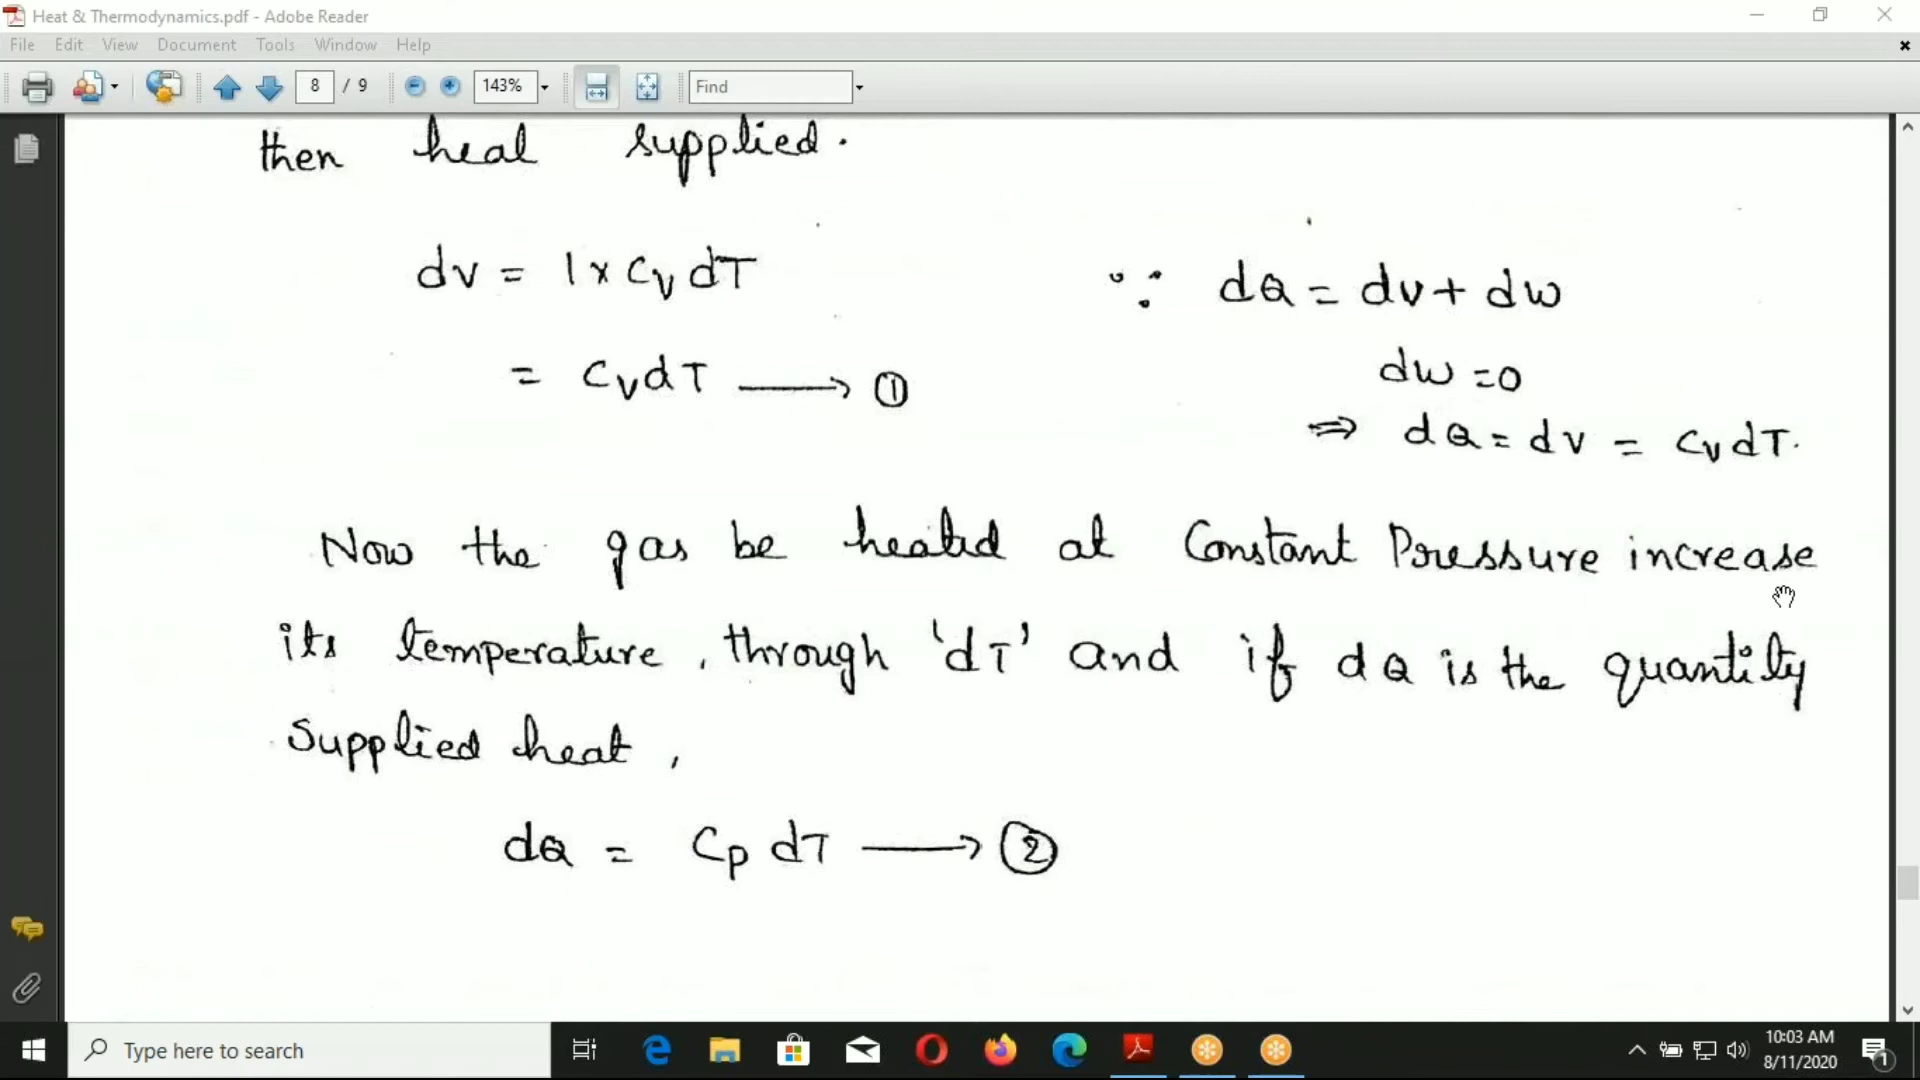 Heat & Thermodynamics.pdf - Adobe Reader
File Edit View Document Tools Window Help
8 / 9 143% Find
then heat supplied.
dv = 1 x CvdT
∵ dQ = dv + dw
= CvdT → ①
dw = 0
⇒ dQ = dv = CvdT.
Now the gas be heated at Constant Pressure increase
its temperature, through 'dT' and if dQ is the quantity
Supplied heat,
dQ = Cp dT → ②
Type here to search
10:03 AM
8/11/2020
1